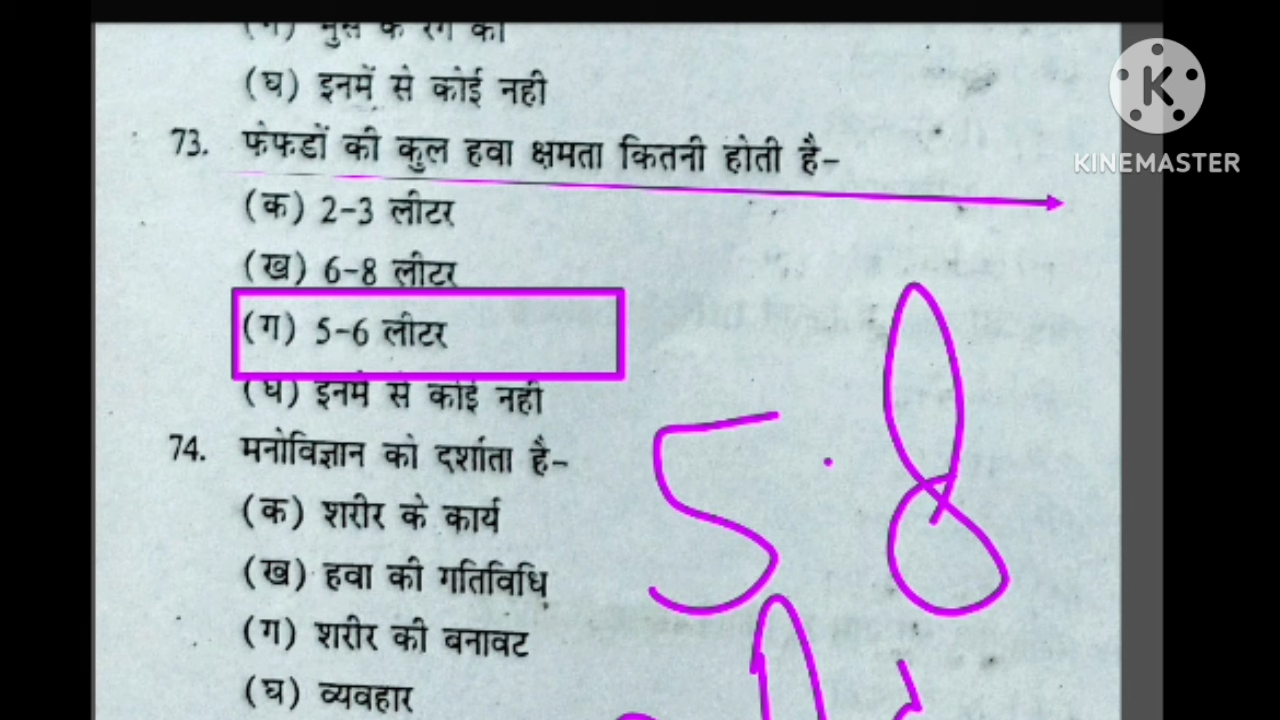 (ग) मुस के रंग की
(घ) इनमें से कोई नही
KINEMASTER
73. फेफडों की कुल हवा क्षमता कितनी होती है-
(क) 2-3 लीटर
(ख) 6-8 लीटर
(ग) 5-6 लीटर
(घ) इनमें से कोई नही
5.8
74. मनोविज्ञान को दर्शाता है-
(क) शरीर के कार्य
(ख) हवा की गतिविधि
(ग) शरीर की बनावट
(घ) व्यवहार